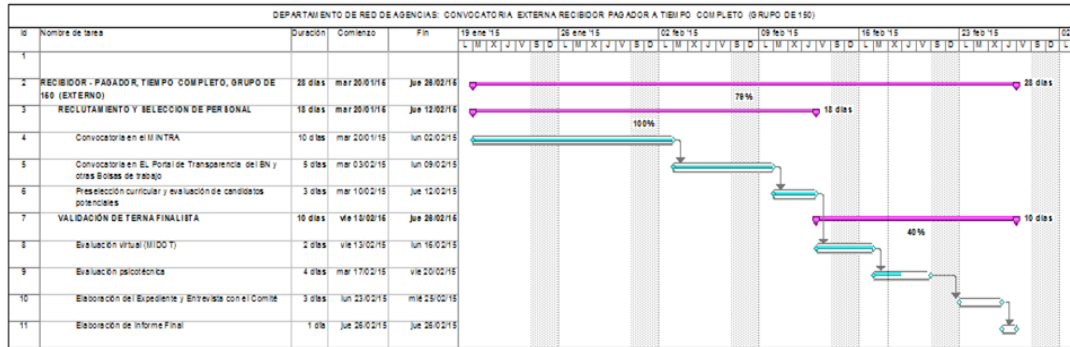 DEPARTAMENTO DE RED DE AGENCIAS: CONVOCATORIA EXTERNA RECIBIDOR PAGADOR A TIEMPO COMPLETO (GRUPO DE 150)
Id Nombre de tarea Duración Comienzo Fin 19 ene '15 26 ene '15 02 feb '15 09 feb '15 16 feb '15 23 feb '15 02
L M X J V S D L M X J V S D L M X J V S D L M X J V S D L M X J V S D L M X J V S D L
1
2 RECIBIDOR - PAGADOR, TIEMPO COMPLETO, GRUPO DE 28 días mar 20/01/15 jue 26/02/15 28 días
150 (EXTERNO)
79%
3 RECLUTAMIENTO Y SELECCION DE PERSONAL 18 días mar 20/01/15 jue 12/02/15 18 días
100%
4 Convocatoria en el MINTRA 10 días mar 20/01/15 lun 02/02/15
5 Convocatoria en EL Portal de Transparencia del BN y 5 días mar 03/02/15 lun 09/02/15
otras Bolsas de trabajo
6 Preselección curricular y evaluación de candidatos 3 días mar 10/02/15 jue 12/02/15
potenciales
7 VALIDACIÓN DE TERNA FINALISTA 10 días vie 13/02/15 jue 26/02/15 10 días
40%
8 Evaluación virtual (MIDOT) 2 días vie 13/02/15 lun 16/02/15
9 Evaluación psicotécnica 4 días mar 17/02/15 vie 20/02/15
10 Elaboración del Expediente y Entrevista con el Comité 3 días lun 23/02/15 mié 25/02/15
11 Elaboración de Informe Final 1 día jue 26/02/15 jue 26/02/15